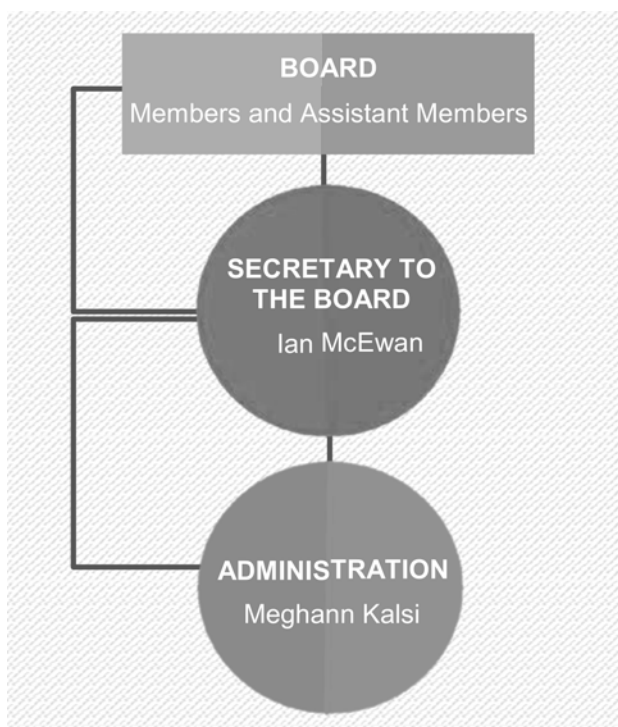 BOARD
Members and Assistant Members
SECRETARY TO
THE BOARD
Ian McEwan
ADMINISTRATION
Meghann Kalsi